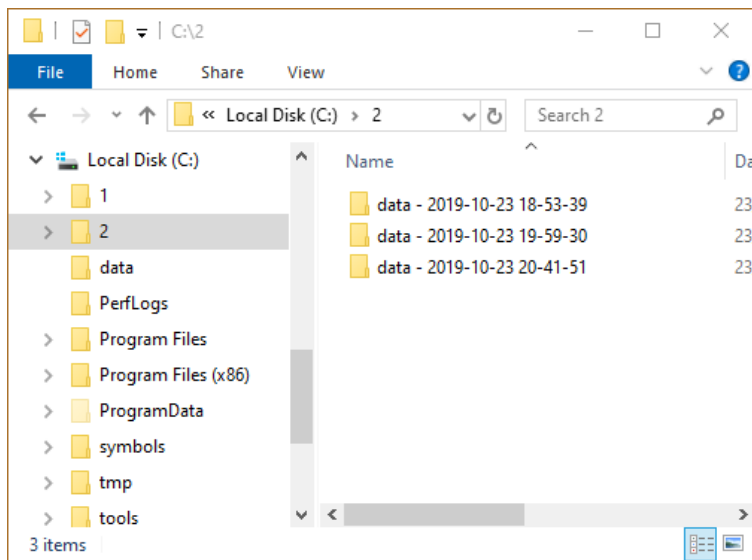 C:\2
File Home Share View
« Local Disk (C:) > 2 Search 2
Local Disk (C:)
1
2
data
PerfLogs
Program Files
Program Files (x86)
ProgramData
symbols
tmp
tools
Name Da
data - 2019-10-23 18-53-39 23
data - 2019-10-23 19-59-30 23
data - 2019-10-23 20-41-51 23
3 items